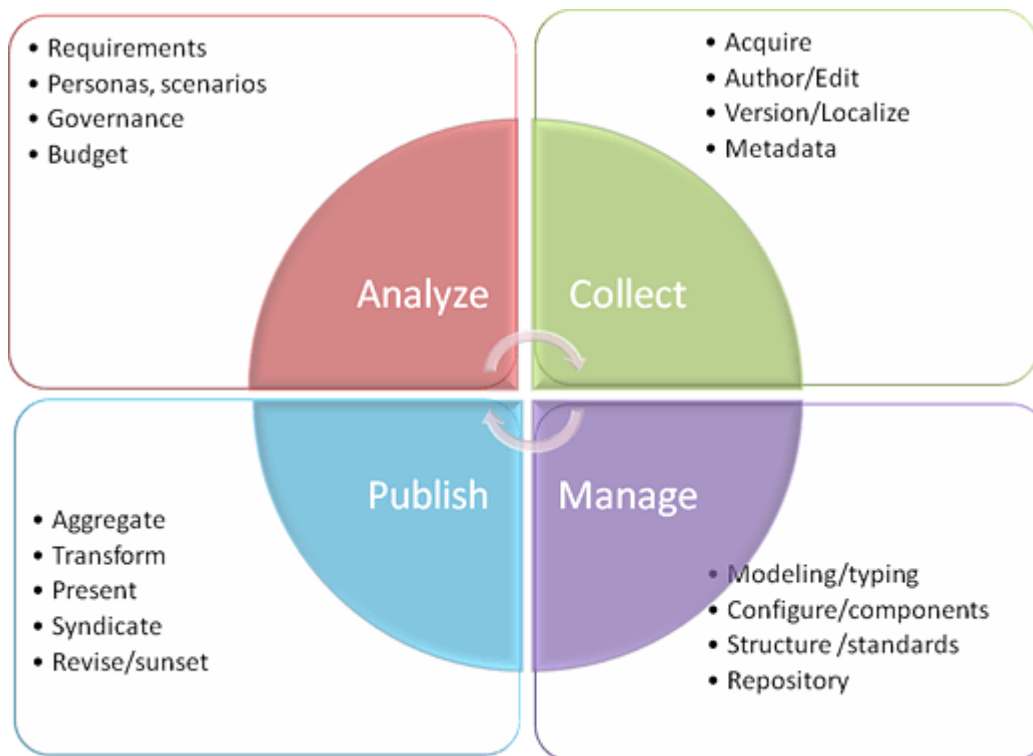 • Requirements
• Personas, scenarios
• Governance
• Budget
• Acquire
• Author/Edit
• Version/Localize
• Metadata
Analyze
Collect
Publish
Manage
• Aggregate
• Transform
• Present
• Syndicate
• Revise/sunset
• Modeling/typing
• Configure/components
• Structure /standards
• Repository